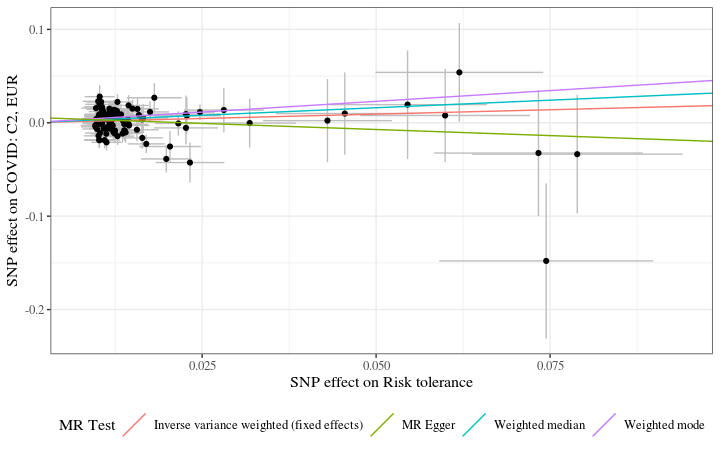 0.1
0.0
-0.1
-0.2
SNP effect on COVID: C2, EUR
0.025
0.050
0.075
SNP effect on Risk tolerance
MR Test
Inverse variance weighted (fixed effects)
MR Egger
Weighted median
Weighted mode